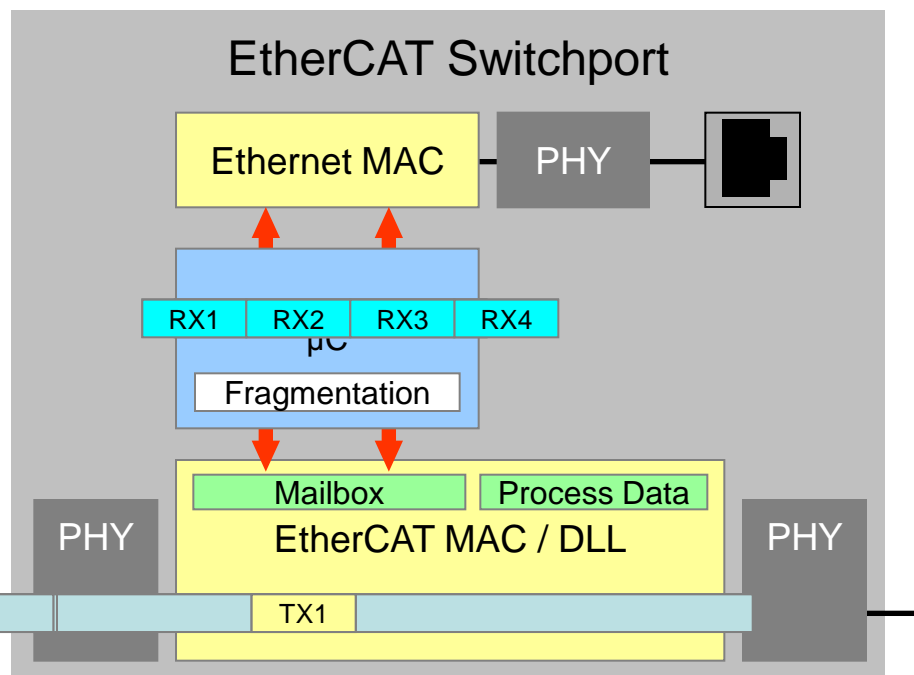 EtherCAT Switchport
Ethernet MAC
PHY
RX1
RX2
RX3
RX4
µC
Fragmentation
Mailbox
Process Data
PHY
EtherCAT MAC / DLL
PHY
TX1